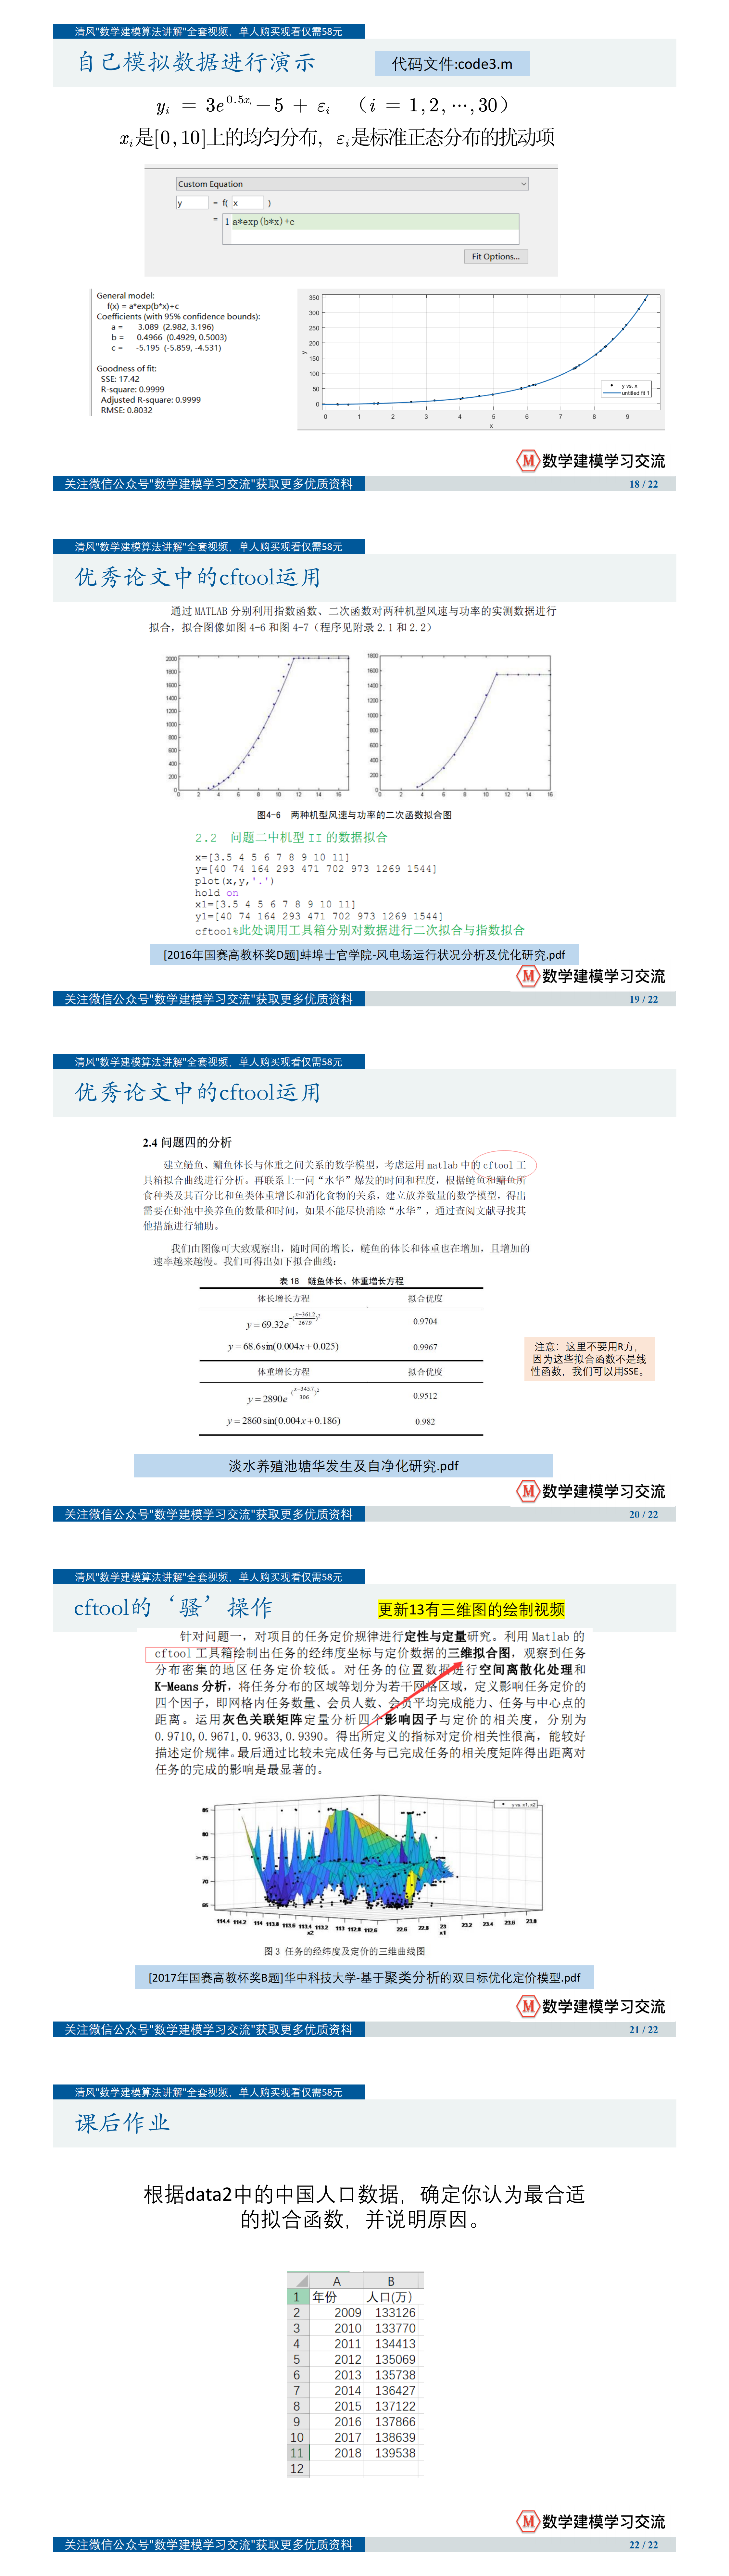 清风"数学建模算法讲解"全套视频，单人购买观看仅需58元
自己模拟数据进行演示
代码文件:code3.m
y_i = 3e^{0.5x_i} − 5 + ε_i （i = 1, 2, ⋯, 30）
x_i是[0, 10]上的均匀分布，ε_i是标准正态分布的扰动项
Custom Equation
y = f( x )
= 1 a*exp(b*x)+c
Fit Options...
General model:
f(x) = a*exp(b*x)+c
Coefficients (with 95% confidence bounds):
a = 3.089 (2.982, 3.196)
b = 0.4966 (0.4929, 0.5003)
c = -5.195 (-5.859, -4.531)
Goodness of fit:
SSE: 17.42
R-square: 0.9999
Adjusted R-square: 0.9999
RMSE: 0.8032
350
300
250
200
150
100
50
0
y
0 1 2 3 4 5 6 7 8 9
x
y vs. x
untitled fit 1
数学建模学习交流
关注微信公众号"数学建模学习交流"获取更多优质资料
18 / 22
清风"数学建模算法讲解"全套视频，单人购买观看仅需58元
优秀论文中的cftool运用
通过 MATLAB 分别利用指数函数、二次函数对两种机型风速与功率的实测数据进行
拟合，拟合图像如图 4-6 和图 4-7（程序见附录 2.1 和 2.2）
2000
1800
1600
1400
1200
1000
800
600
400
200
0
0 2 4 6 8 10 12 14 16
1800
1600
1400
1200
1000
800
600
400
200
0
0 2 4 6 8 10 12 14 16
图4-6 两种机型风速与功率的二次函数拟合图
2.2 问题二中机型 II 的数据拟合
x=[3.5 4 5 6 7 8 9 10 11]
y=[40 74 164 293 471 702 973 1269 1544]
plot(x,y,'.')
hold on
x1=[3.5 4 5 6 7 8 9 10 11]
y1=[40 74 164 293 471 702 973 1269 1544]
cftool%此处调用工具箱分别对数据进行二次拟合与指数拟合
[2016年国赛高教杯奖D题]蚌埠士官学院-风电场运行状况分析及优化研究.pdf
数学建模学习交流
关注微信公众号"数学建模学习交流"获取更多优质资料
19 / 22
清风"数学建模算法讲解"全套视频，单人购买观看仅需58元
优秀论文中的cftool运用
2.4 问题四的分析
建立鲢鱼、鳙鱼体长与体重之间关系的数学模型，考虑运用 matlab 中的 cftool 工
具箱拟合曲线进行分析。再联系上一问“水华”爆发的时间和程度，根据鲢鱼和鳙鱼所
食种类及其百分比和鱼类体重增长和消化食物的关系，建立放养数量的数学模型，得出
需要在虾池中换养鱼的数量和时间，如果不能尽快消除“水华”，通过查阅文献寻找其
他措施进行辅助。
我们由图像可大致观察出，随时间的增长，鲢鱼的体长和体重也在增加，且增加的
速率越来越慢。我们可得出如下拟合曲线：
表 18 鲢鱼体长、体重增长方程
体长增长方程 拟合优度
y = 69.32e^{-(\frac{x-361.2}{267.9})^2} 0.9704
y = 68.6sin(0.004x+0.025) 0.9967
体重增长方程 拟合优度
y = 2890e^{-(\frac{x-345.7}{306})^2} 0.9512
y = 2860sin(0.004x+0.186) 0.982
注意：这里不要用R方，
因为这些拟合函数不是线
性函数，我们可以用SSE。
淡水养殖池塘华发生及自净化研究.pdf
数学建模学习交流
关注微信公众号"数学建模学习交流"获取更多优质资料
20 / 22
清风"数学建模算法讲解"全套视频，单人购买观看仅需58元
cftool的‘骚’操作
更新13有三维图的绘制视频
针对问题一，对项目的任务定价规律进行定性与定量研究。利用 Matlab 的
cftool 工具箱绘制出任务的经纬度坐标与定价数据的三维拟合图，观察到任务
分布密集的地区任务定价较低。对任务的位置数据进行空间离散化处理和
K-Means 分析，将任务分布的区域等划分为若干网格区域，定义影响任务定价的
四个因子，即网格内任务数量、会员人数、会员平均完成能力、任务与中心点的
距离。运用灰色关联矩阵定量分析四个影响因子与定价的相关度，分别为
0.9710,0.9671,0.9633,0.9390。得出所定义的指标对定价相关性很高，能较好
描述定价规律。最后通过比较未完成任务与已完成任务的相关度矩阵得出距离对
任务的完成的影响是最显著的。
y vs. x1, x2
85
80
75
70
65
y
114.4 114.2 114 113.8 113.6 113.4 113.2 113 112.8 112.6
x2
22.6 22.8 23 23.2 23.4 23.6 23.8
x1
图 3 任务的经纬度及定价的三维曲线图
[2017年国赛高教杯奖B题]华中科技大学-基于聚类分析的双目标优化定价模型.pdf
数学建模学习交流
关注微信公众号"数学建模学习交流"获取更多优质资料
21 / 22
清风"数学建模算法讲解"全套视频，单人购买观看仅需58元
课后作业
根据data2中的中国人口数据，确定你认为最合适
的拟合函数，并说明原因。
A B
1 年份 人口(万)
2 2009 133126
3 2010 133770
4 2011 134413
5 2012 135069
6 2013 135738
7 2014 136427
8 2015 137122
9 2016 137866
10 2017 138639
11 2018 139538
12
数学建模学习交流
关注微信公众号"数学建模学习交流"获取更多优质资料
22 / 22